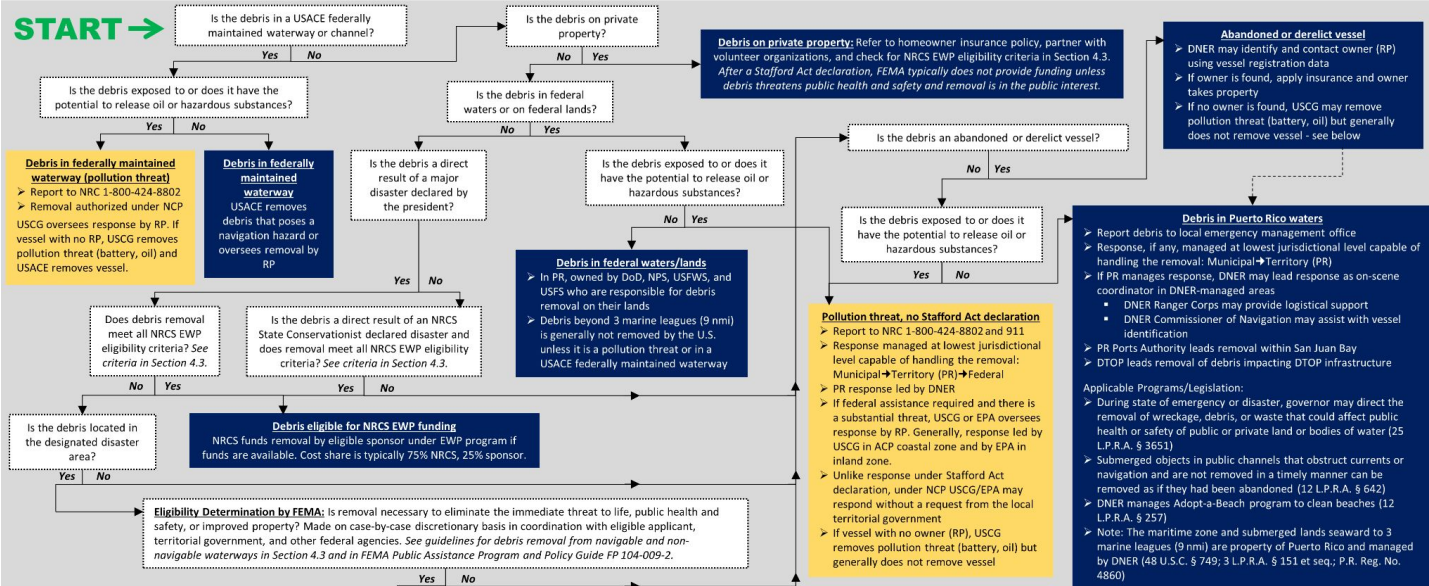 START
Is the debris in a USACE federally
maintained waterway or channel?
Yes
No
Is the debris on private
property?
Yes
No
Debris on private property: Refer to homeowner insurance policy, partner with
volunteer organizations, and check for NRCS EWP eligibility criteria in Section 4.3.
After a Stafford Act declaration, FEMA typically does not provide funding unless
debris threatens public health and safety and removal is in the public interest.
Abandoned or derelict vessel
➢ DNER may identify and contact owner (RP)
using vessel registration data
➢ If owner is found, apply insurance and owner
takes property
➢ If no owner is found, USCG may remove
pollution threat (battery, oil) but generally
does not remove vessel - see below
Is the debris exposed to or does it have the
potential to release oil or hazardous substances?
Yes
No
Is the debris in federal
waters or on federal lands?
No
Yes
Is the debris an abandoned or derelict vessel?
No
Yes
Debris in federally maintained
waterway (pollution threat)
➢ Report to NRC 1-800-424-8802
➢ Removal authorized under NCP
USCG oversees response by RP. If
vessel with no RP, USCG removes
pollution threat (battery, oil) and
USACE removes vessel.
Debris in federally
maintained
waterway
USACE removes
debris that poses a
navigation hazard or
oversees removal by
RP
Is the debris a direct
result of a major
disaster declared by
the president?
Yes
No
Is the debris exposed to or does it
have the potential to release oil or
hazardous substances?
No
Yes
Is the debris exposed to or does it
have the potential to release oil or
hazardous substances?
Yes
No
Debris in federal waters/lands
➢ In PR, owned by DoD, NPS, USFWS, and
USFS who are responsible for debris
removal on their lands
➢ Debris beyond 3 marine leagues (9 nmi)
is generally not removed by the U.S.
unless it is a pollution threat or in a
USACE federally maintained waterway
Does debris removal
meet all NRCS EWP
eligibility criteria? See
criteria in Section 4.3.
No
Yes
Is the debris a direct result of an NRCS
State Conservationist declared disaster and
does removal meet all NRCS EWP eligibility
criteria? See criteria in Section 4.3.
Yes
No
Debris eligible for NRCS EWP funding
NRCS funds removal by eligible sponsor under EWP program if
funds are available. Cost share is typically 75% NRCS, 25% sponsor.
Is the debris located in
the designated disaster
area?
Yes
No
Eligibility Determination by FEMA: Is removal necessary to eliminate the immediate threat to life, public health and
safety, or improved property? Made on case-by-case discretionary basis in coordination with eligible applicant,
territorial government, and other federal agencies. See guidelines for debris removal from navigable and non-
navigable waterways in Section 4.3 and in FEMA Public Assistance Program and Policy Guide FP 104-009-2.
Yes
No
Pollution threat, no Stafford Act declaration
➢ Report to NRC 1-800-424-8802 and 911
➢ Response managed at lowest jurisdictional
level capable of handling the removal:
Municipal→Territory (PR)→Federal
➢ PR response led by DNER
➢ If federal assistance required and there is
a substantial threat, USCG or EPA oversees
response by RP. Generally, response led by
USCG in ACP coastal zone and by EPA in
inland zone.
➢ Unlike response under Stafford Act
declaration, under NCP USCG/EPA may
respond without a request from the local
territorial government
➢ If vessel with no owner (RP), USCG
removes pollution threat (battery, oil) but
generally does not remove vessel
Debris in Puerto Rico waters
➢ Report debris to local emergency management office
➢ Response, if any, managed at lowest jurisdictional level capable of
handling the removal: Municipal→Territory (PR)
➢ If PR manages response, DNER may lead response as on-scene
coordinator in DNER-managed areas
▪ DNER Ranger Corps may provide logistical support
▪ DNER Commissioner of Navigation may assist with vessel
identification
➢ PR Ports Authority leads removal within San Juan Bay
➢ DTOP leads removal of debris impacting DTOP infrastructure
Applicable Programs/Legislation:
➢ During state of emergency or disaster, governor may direct the
removal of wreckage, debris, or waste that could affect public
health or safety of public or private land or bodies of water (25
L.P.R.A. § 3651)
➢ Submerged objects in public channels that obstruct currents or
navigation and are not removed in a timely manner can be
removed as if they had been abandoned (12 L.P.R.A. § 642)
➢ DNER manages Adopt-a-Beach program to clean beaches (12
L.P.R.A. § 257)
➢ Note: The maritime zone and submerged lands seaward to 3
marine leagues (9 nmi) are property of Puerto Rico and managed
by DNER (48 U.S.C. § 749; 3 L.P.R.A. § 151 et seq.; P.R. Reg. No.
4860)